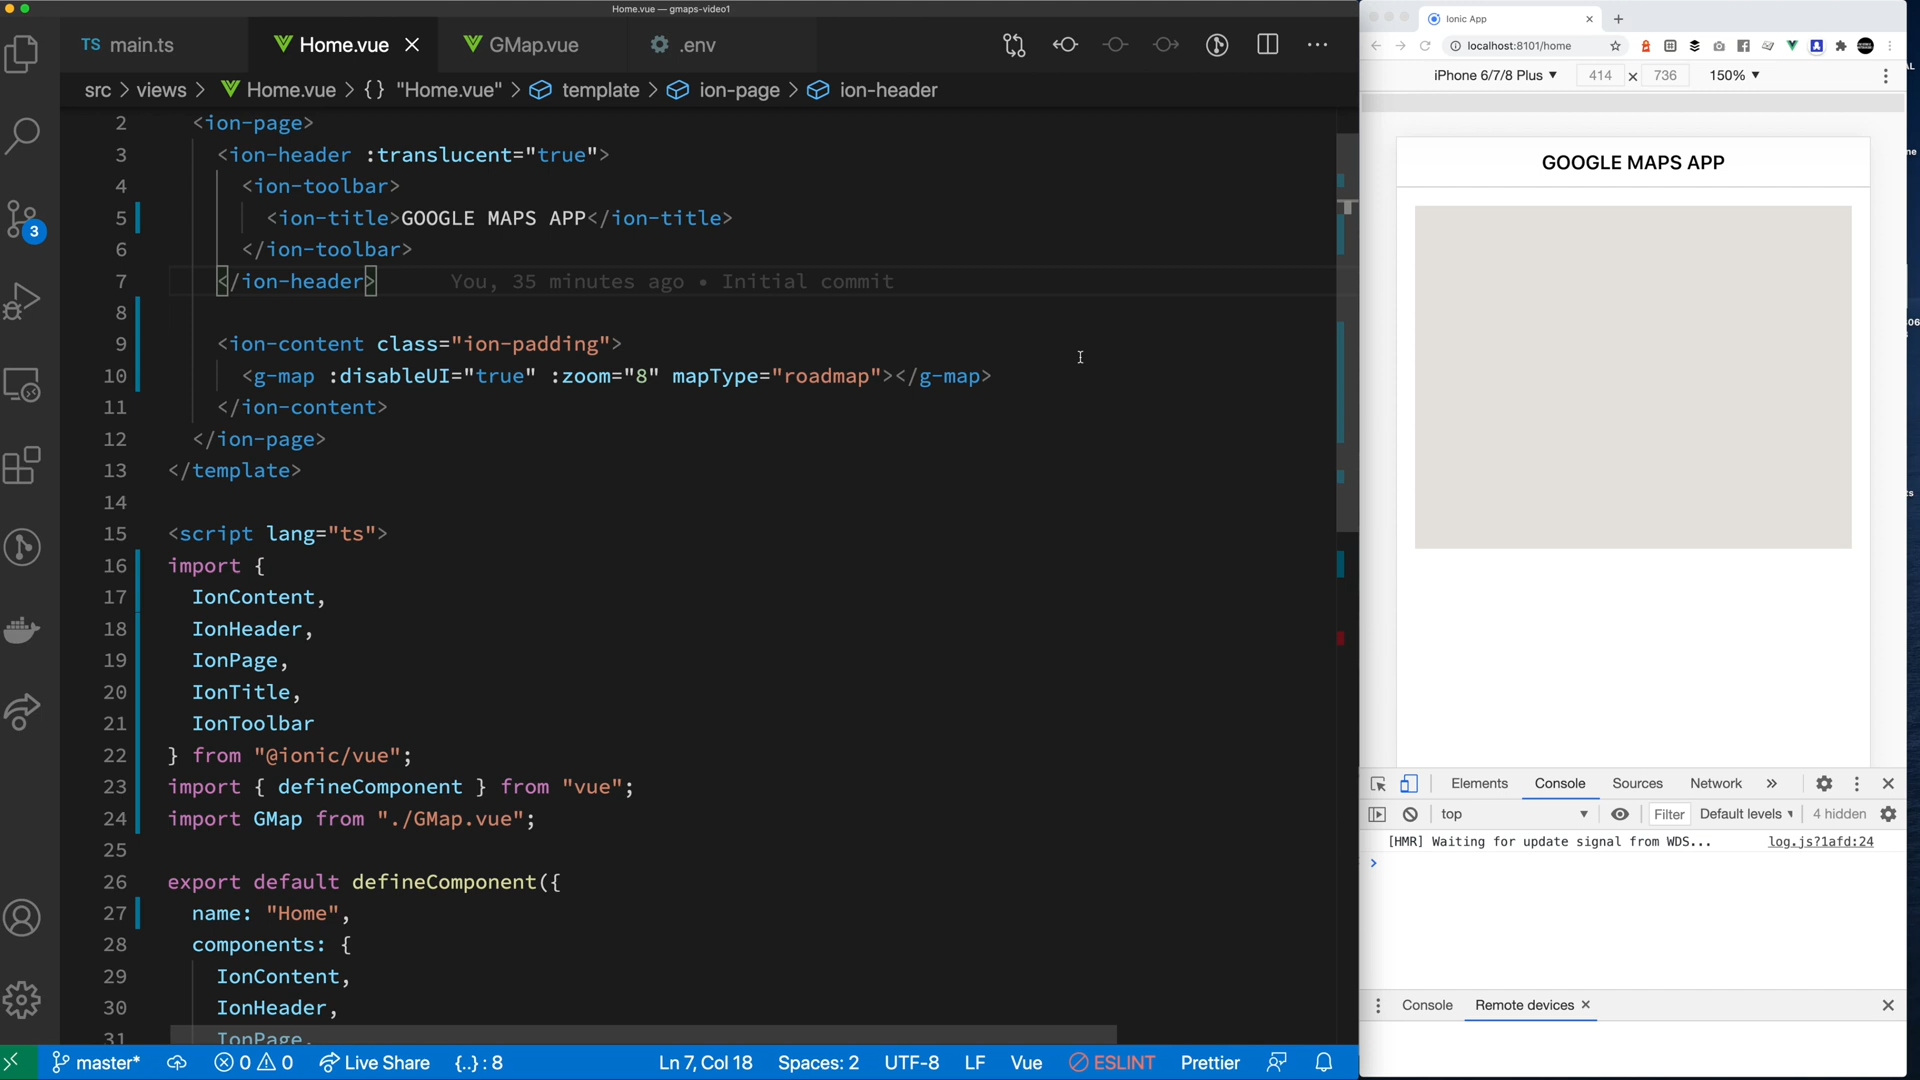 Home.vue — gmaps-video1
TS main.ts
Home.vue
GMap.vue
.env
src > views > Home.vue > {} "Home.vue" > template > ion-page > ion-header
2 <ion-page>
3 <ion-header :translucent="true">
4 <ion-toolbar>
5 <ion-title>GOOGLE MAPS APP</ion-title>
6 </ion-toolbar>
7 </ion-header> You, 35 minutes ago • Initial commit
8
9 <ion-content class="ion-padding">
10 <g-map :disableUI="true" :zoom="8" mapType="roadmap"></g-map>
11 </ion-content>
12 </ion-page>
13 </template>
14
15 <script lang="ts">
16 import {
17 IonContent,
18 IonHeader,
19 IonPage,
20 IonTitle,
21 IonToolbar
22 } from "@ionic/vue";
23 import { defineComponent } from "vue";
24 import GMap from "./GMap.vue";
25
26 export default defineComponent({
27 name: "Home",
28 components: {
29 IonContent,
30 IonHeader,
31 IonPage,
3
master*
0 0
Live Share
{..} : 8
Ln 7, Col 18
Spaces: 2
UTF-8
LF
Vue
ESLINT
Prettier
Ionic App
localhost:8101/home
iPhone 6/7/8 Plus
414 × 736
150%
GOOGLE MAPS APP
Elements
Console
Sources
Network
»
top
Filter
Default levels
4 hidden
[HMR] Waiting for update signal from WDS... log.js?1afd:24
>
Console
Remote devices